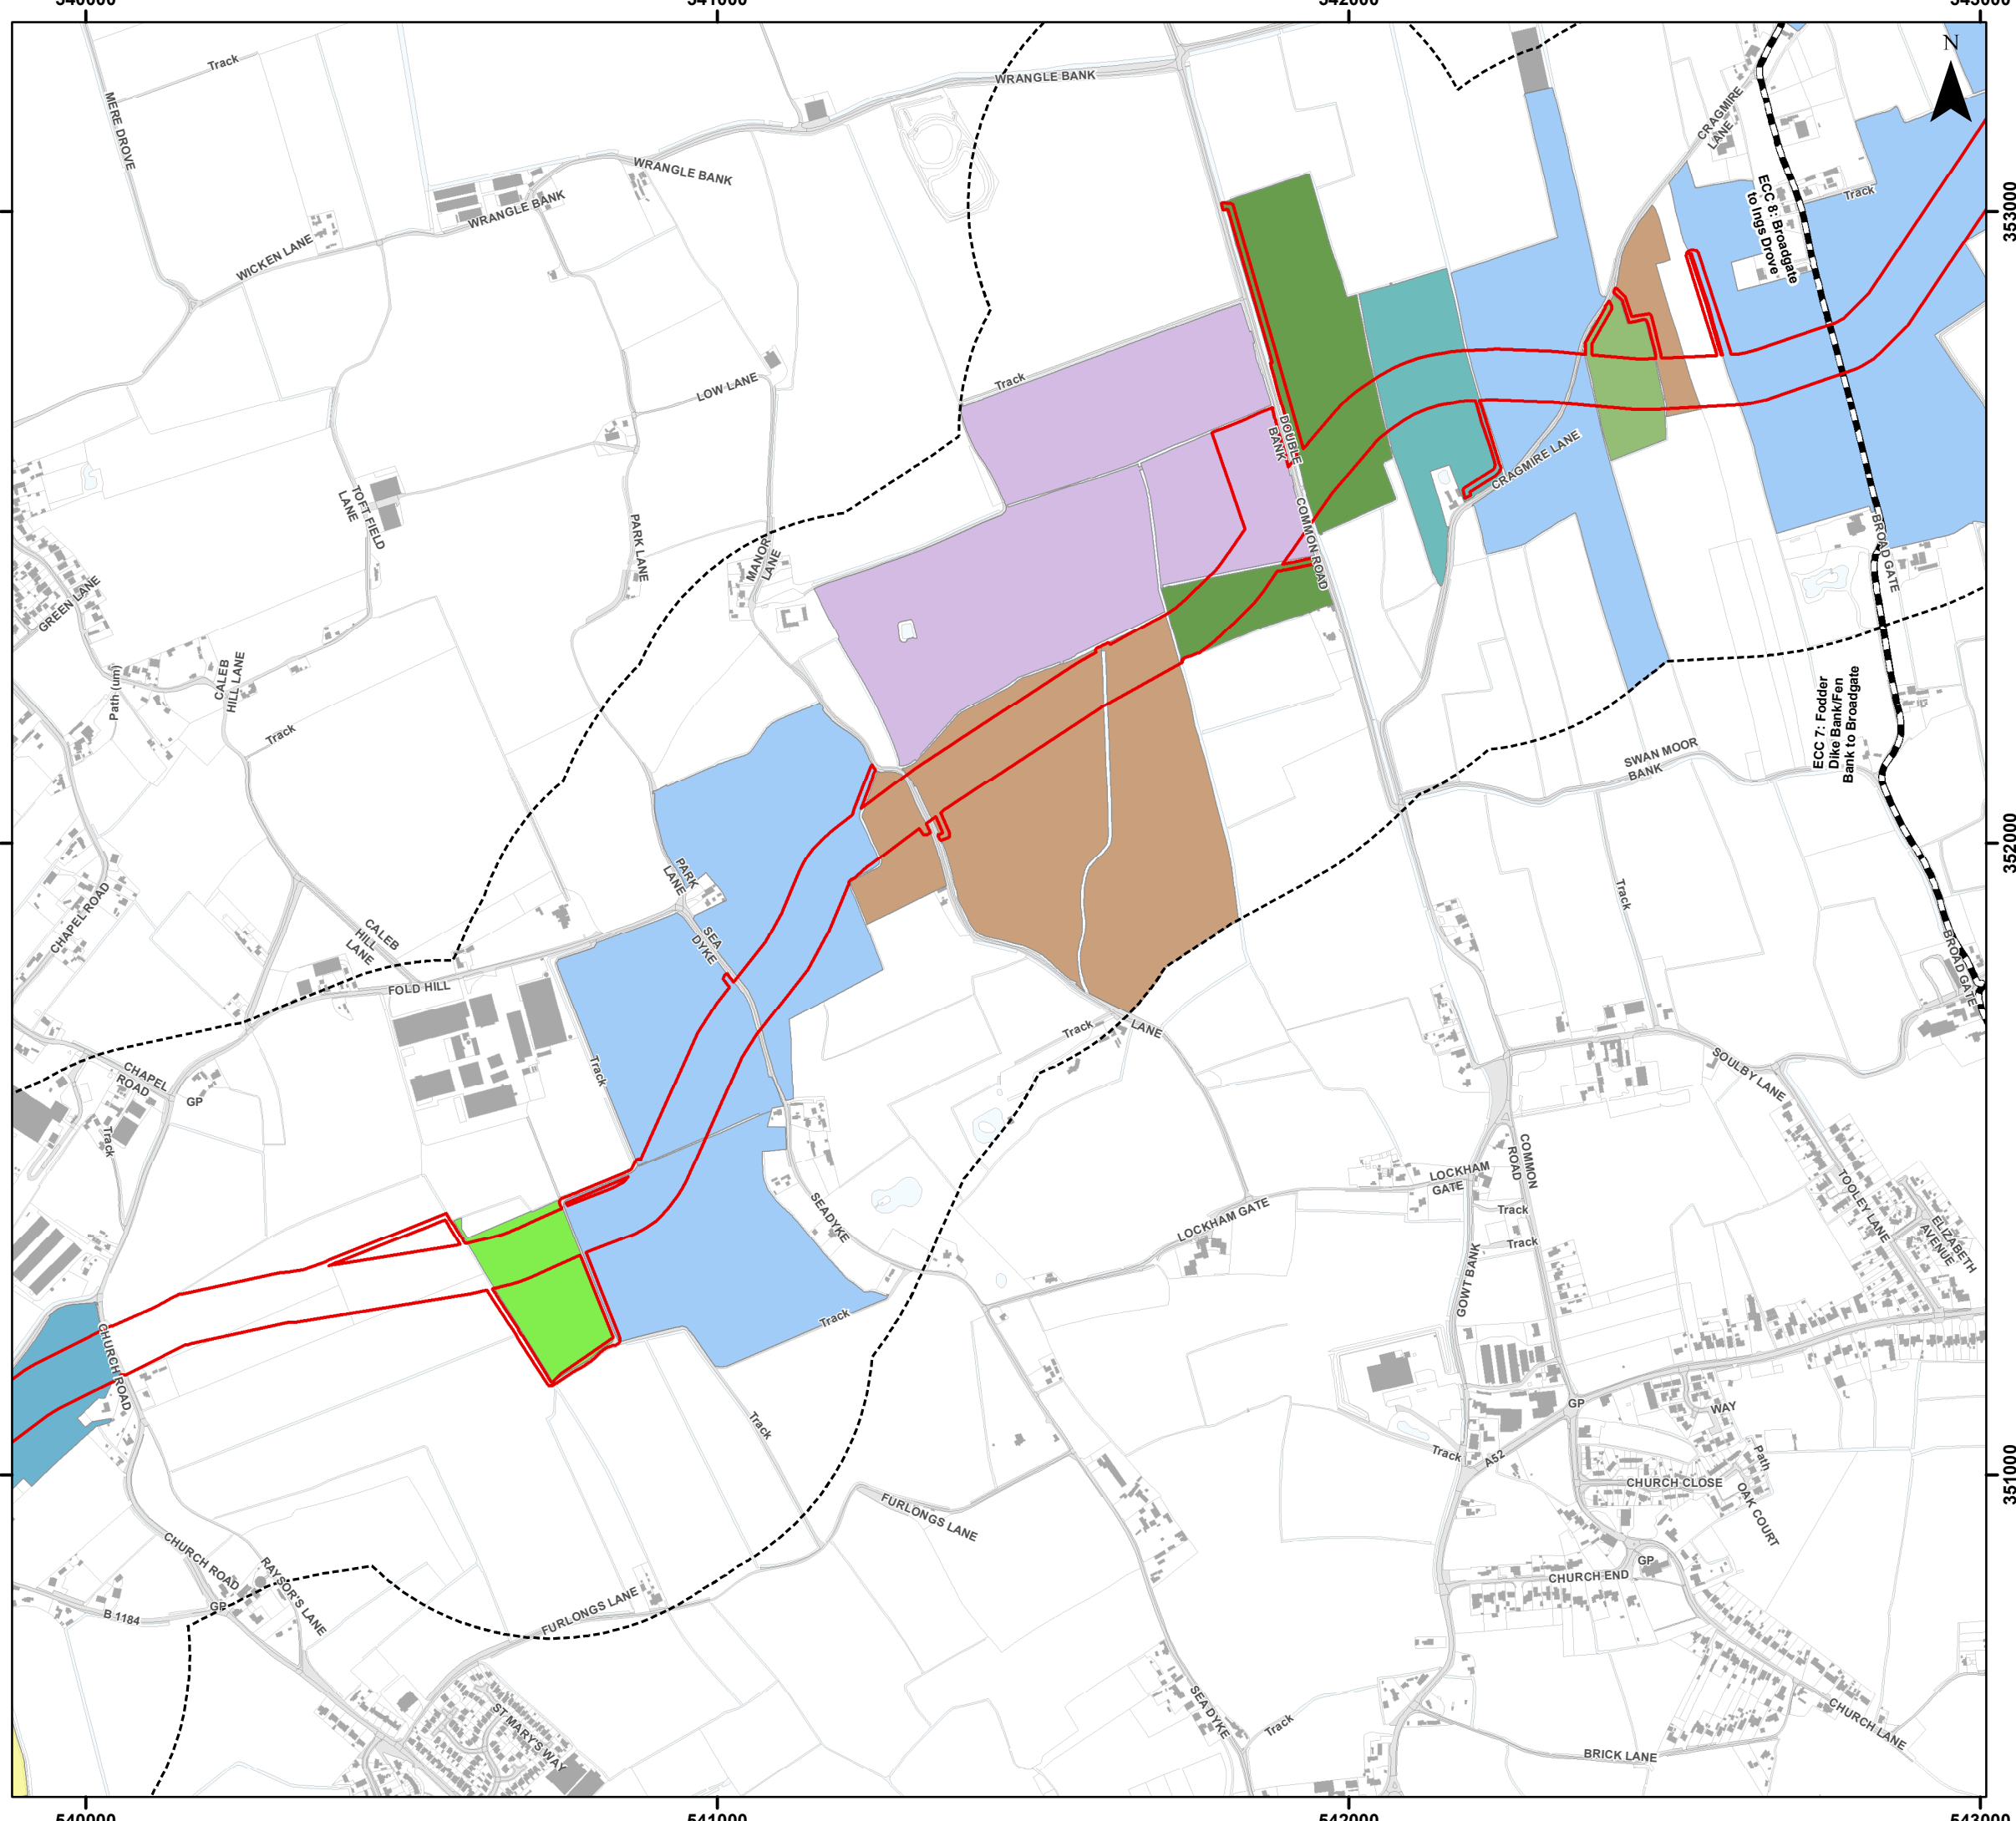 540000
541000
542000
543000
N
Track
MERE DROVE
WRANGLE BANK
CRAGMIRE
LANE
WRANGLE BANK
WRANGLE BANK
WICKEN LANE
ECC 8: Broadgate
to Ings Drove
Track
353000
LOW LANE
Track
DOUBLE
BANK
CRAGMIRE LANE
TOFT FIELD
LANE
PARK LANE
MANOR
LANE
COMMON ROAD
BROAD GATE
GREEN LANE
CALEB
HILL LANE
Path (um)
Track
ECC 7: Fodder
Dike Bank/Fen
Bank to Broadgate
SWAN MOOR
BANK
352000
PARK
LANE
Track
CHAPEL ROAD
CALEB
HILL
LANE
SEA
DYKE
FOLD HILL
BROAD GATE
Track
LANE
Track
CHAPEL
ROAD
GP
SOULBY LANE
Track
LOCKHAM
GATE
COMMON
ROAD
TOOLEY LANE
ELIZABETH
AVENUE
SEADYKE
LOCKHAM GATE
Track
Track
GOWT BANK
Track
CHURCH ROAD
GP
WAY
Track
Track
A52
Path
351000
CHURCH CLOSE
OAK COURT
FURLONGS LANE
CHURCH ROAD
RAYSOR'S LANE
GP
CHURCH END
B 1184
GP
FURLONGS LANE
SEA DYKE
Track
ST MARY'S WAY
CHURCH LANE
BRICK LANE
540000
541000
542000
543000